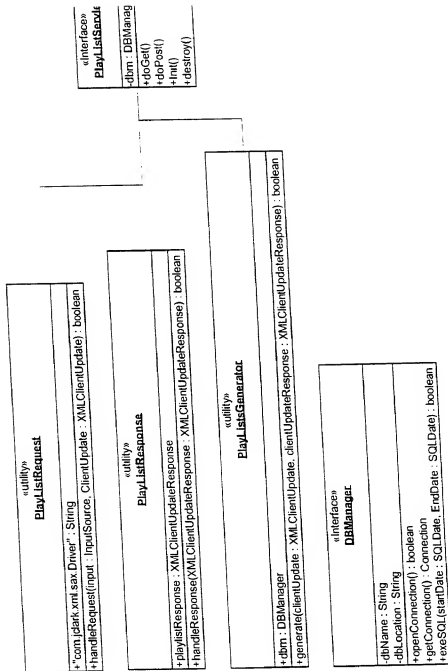 «Interface»
PlayListServle
-dbm : DBManag
+doGet()
+doPost()
+Init()
+destroy()
«utility»
PlayListRequest
+"com.jdark.xml.sax.Driver" : String
+handleRequest(input : InputSource, ClientUpdate : XMLClientUpdate) : boolean
«utility»
PlayListResponse
+playlistResponse : XMLClientUpdateResponse
+handleResponse(XMLClientUpdateResponse : XMLClientUpdateResponse) : boolean
«utility»
PlayListsGenerator
+dbm : DBManager
+generate(clientUpdate : XMLClientUpdate, clientUpdateResponse : XMLClientUpdateResponse) : boolean
«Interface»
DBManager
-dbName : String
-dbLocation : String
+openConnection() : boolean
+getConnection() : Connection
+exeSQL(startDate : SQLDate, EndDate : SQLDate) : boolean